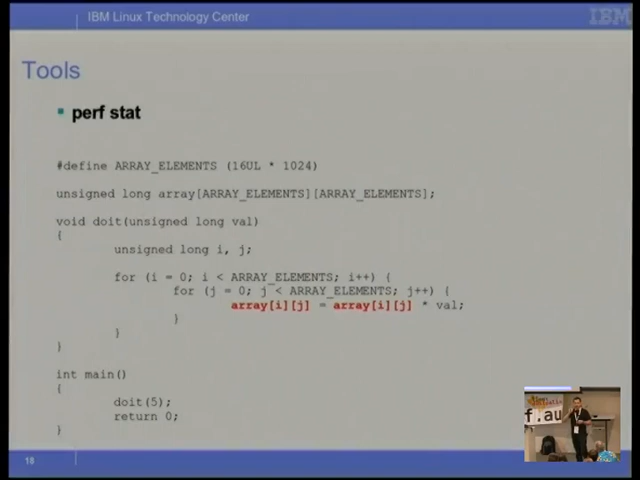 IBM Linux Technology Center
IBM
Tools
perf stat
#define ARRAY_ELEMENTS (16UL * 1024)
unsigned long array[ARRAY_ELEMENTS][ARRAY_ELEMENTS];
void doit(unsigned long val)
{
unsigned long i, j;
for (i = 0; i < ARRAY_ELEMENTS; i++) {
for (j = 0; j < ARRAY_ELEMENTS; j++) {
array[i][j] = array[i][j] * val;
}
}
}
int main()
{
doit(5);
return 0;
}
18
f.au